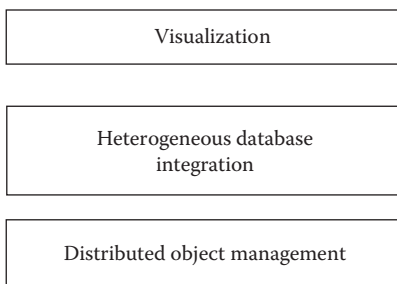 Visualization
Heterogeneous database
integration
Distributed object management